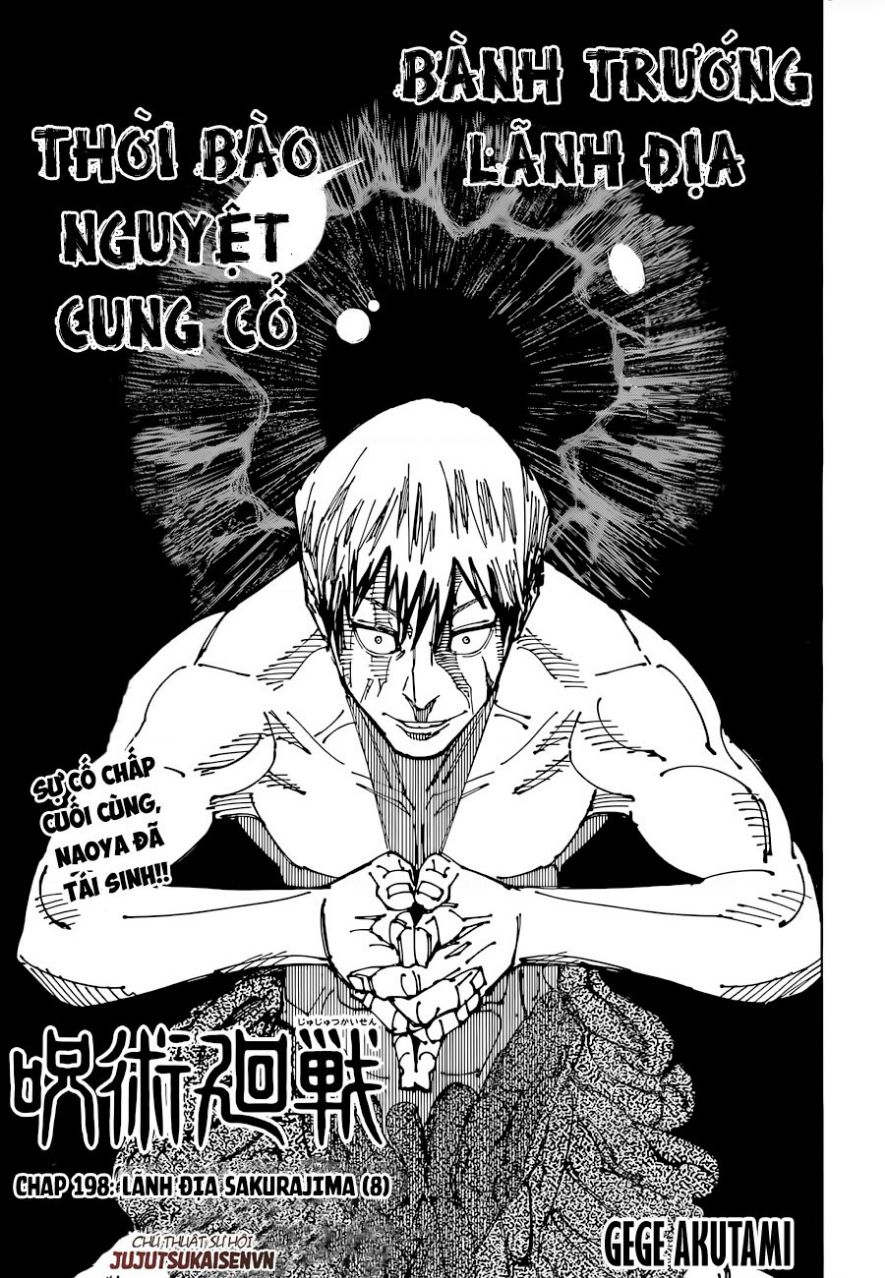 BÀNH TRƯỚNG
LÃNH ĐỊA
THỜI BÀO
NGUYỆT
CUNG CỔ
SỰ CỐ CHẤP
CUỐI CÙNG,
NAOYA ĐÃ
TÁI SINH!!
じゅじゅつかいせん
呪術廻戦
CHAP 198: LÃNH ĐỊA SAKURAJIMA (8)
CHÚ THUẬT SƯ HỘI
JUJUTSUKAISENVN
GEGE AKUTAMI